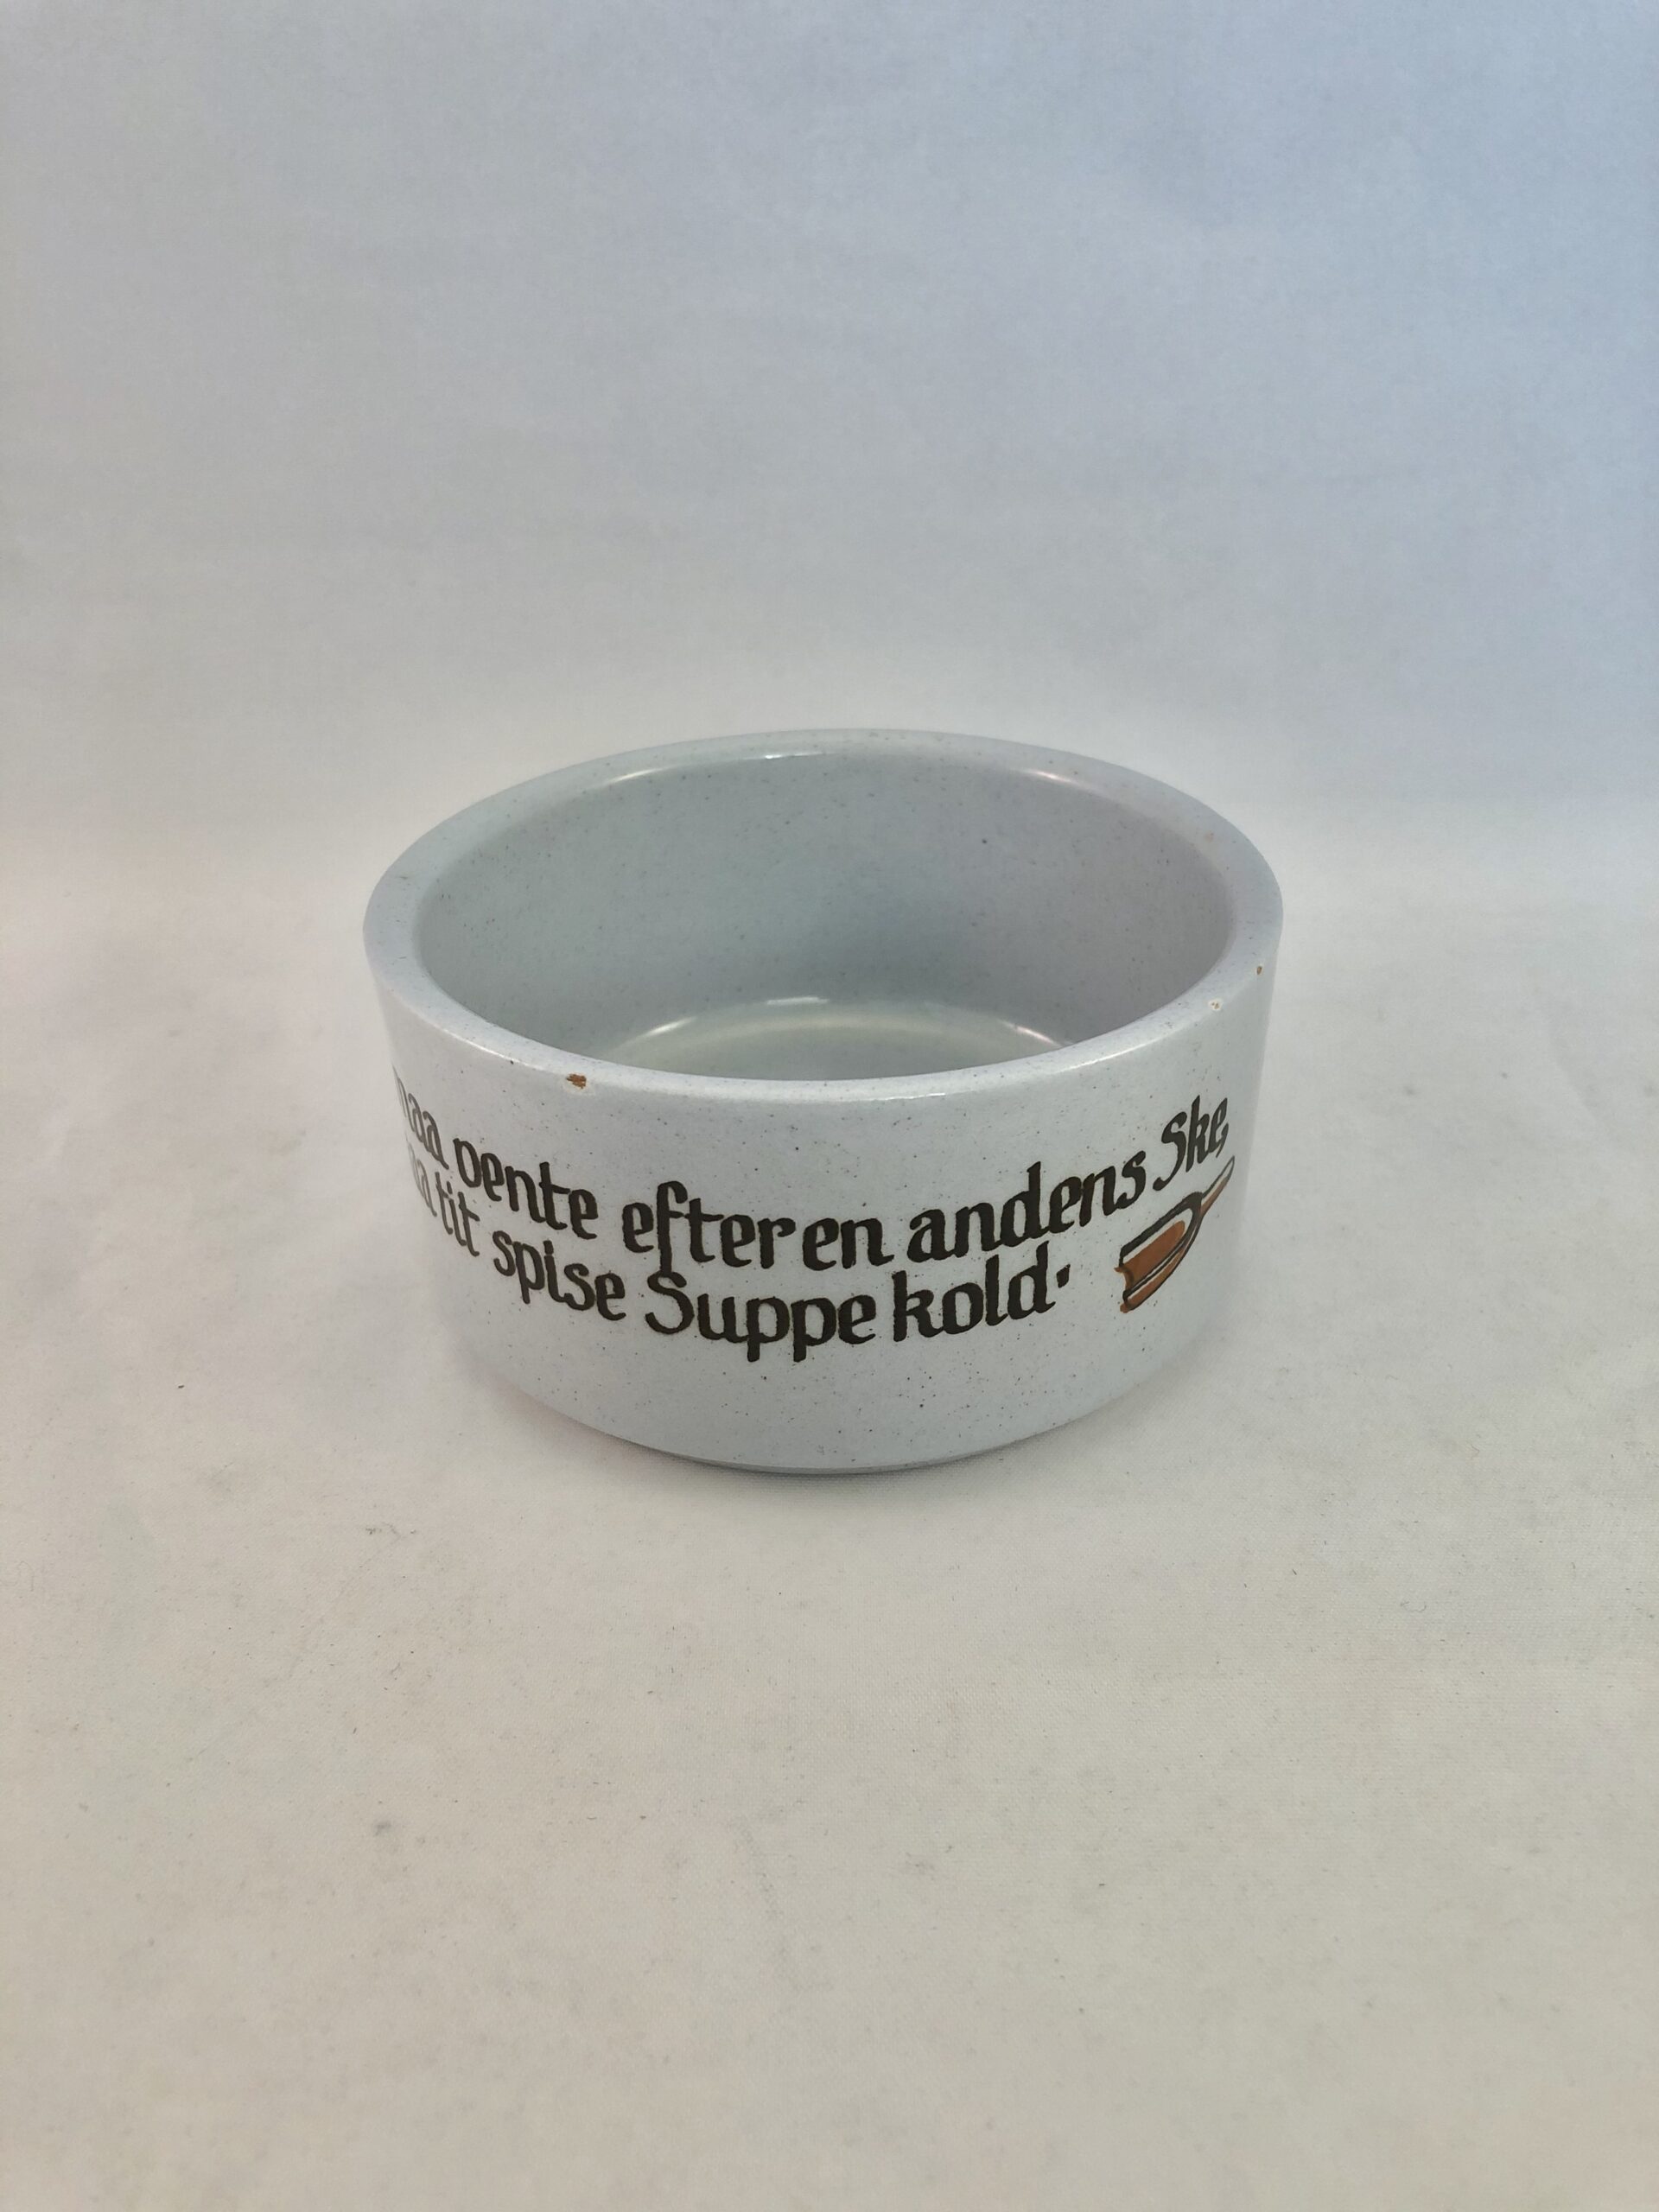 maa vente efter en andens Ske,
tit spise Suppe kold.